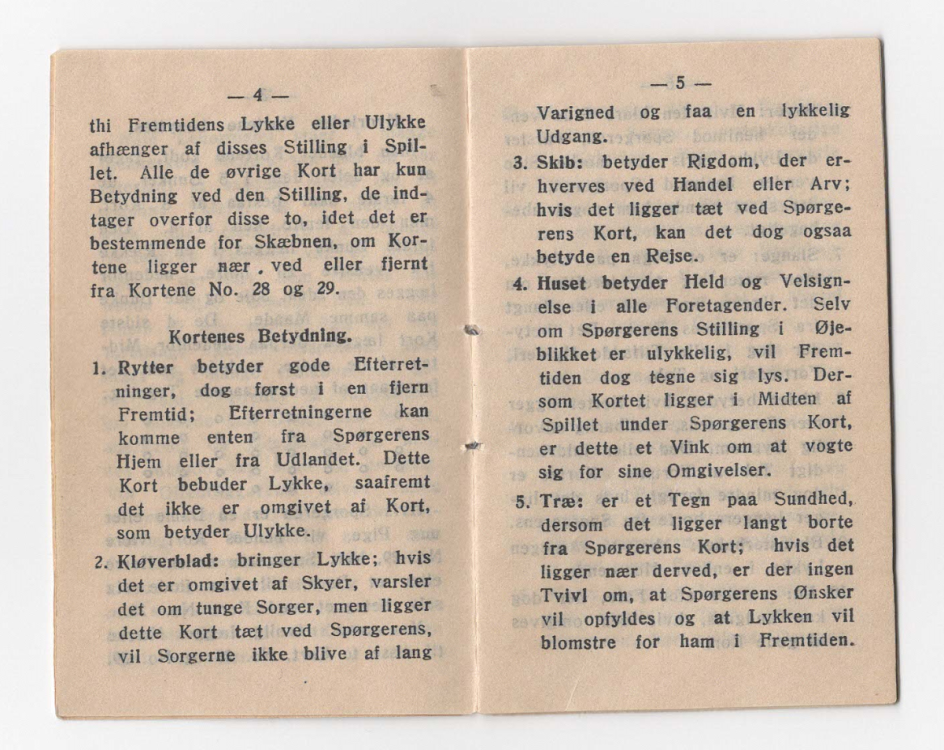 — 4 —
thi Fremtidens Lykke eller Ulykke
afhænger af disses Stilling i Spil-
let. Alle de øvrige Kort har kun
Betydning ved den Stilling, de ind-
tager overfor disse to, idet det er
bestemmende for Skæbnen, om Kor-
tene ligger nær ved eller fjernt
fra Kortene No. 28 og 29.
Kortenes Betydning.
1. Rytter betyder gode Efterret-
ninger, dog først i en fjern
Fremtid; Efterretningerne kan
komme enten fra Spørgerens
Hjem eller fra Udlandet. Dette
Kort bebuder Lykke, saafremt
det ikke er omgivet af Kort,
som betyder Ulykke.
2. Kløverblad: bringer Lykke; hvis
det er omgivet af Skyer, varsler
det om tunge Sorger, men ligger
dette Kort tæt ved Spørgerens,
vil Sorgerne ikke blive af lang
— 5 —
Varigned og faa en lykkelig
Udgang.
3. Skib: betyder Rigdom, der er-
hverves ved Handel eller Arv;
hvis det ligger tæt ved Spørge-
rens Kort, kan det dog ogsaa
betyde en Rejse.
4. Huset betyder Held og Velsign-
else i alle Foretagender. Selv
om Spørgerens Stilling i Øje-
blikket er ulykkelig, vil Frem-
tiden dog tegne sig lys. Der-
som Kortet ligger i Midten af
Spillet under Spørgerens Kort,
er dette et Vink om at vogte
sig for sine Omgivelser.
5. Træ: er et Tegn paa Sundhed,
dersom det ligger langt borte
fra Spørgerens Kort; hvis det
ligger nær derved, er der ingen
Tvivl om, at Spørgerens Ønsker
vil opfyldes og at Lykken vil
blomstre for ham i Fremtiden.